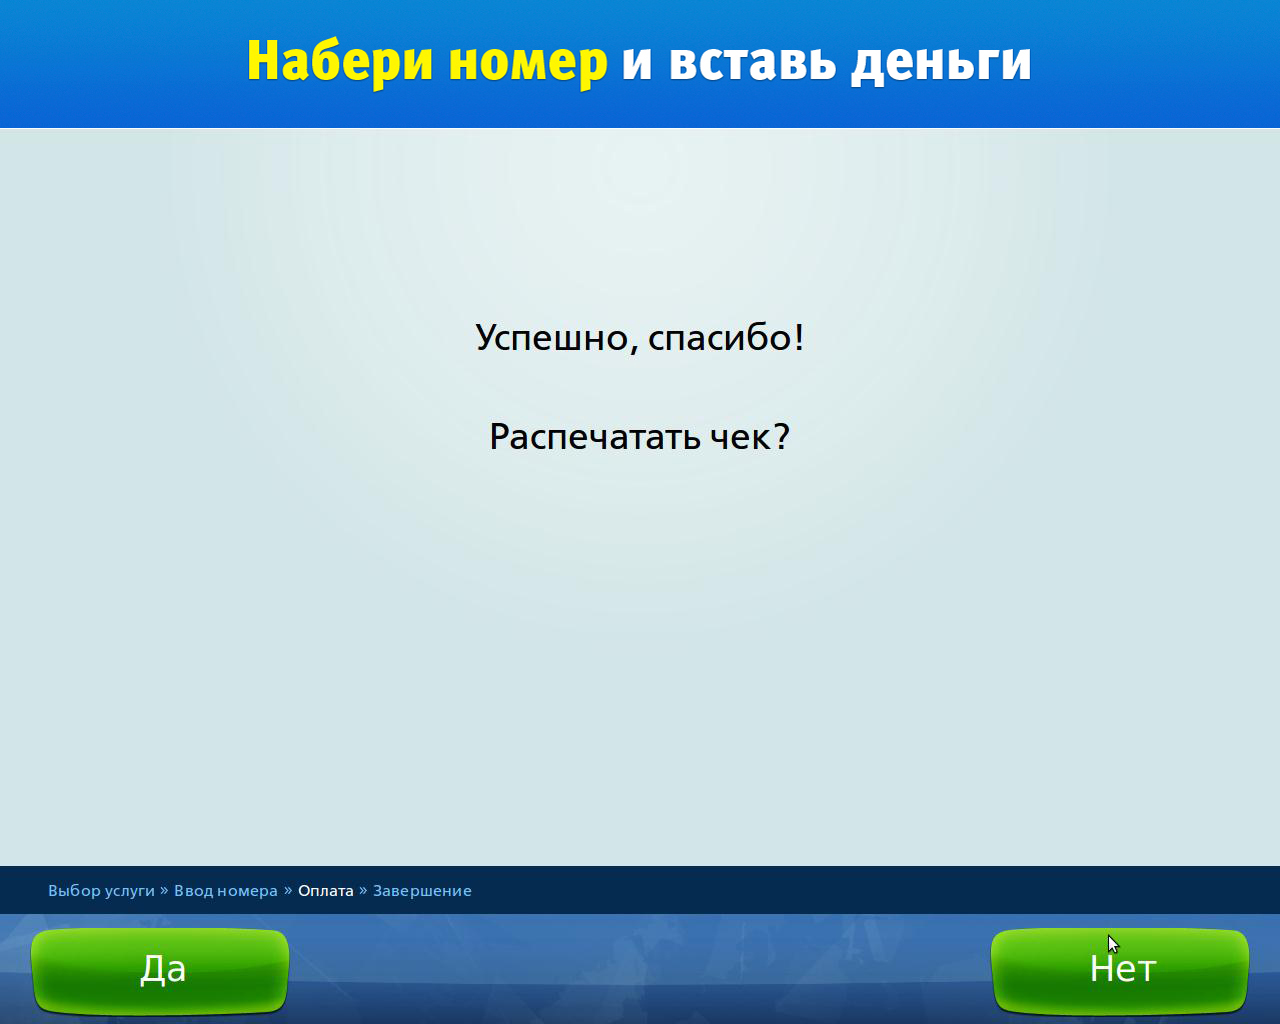 Набери номер и вставь деньги
Успешно, спасибо!
Распечатать чек?
Выбор услуги » Ввод номера » Оплата » Завершение
Да
Нет